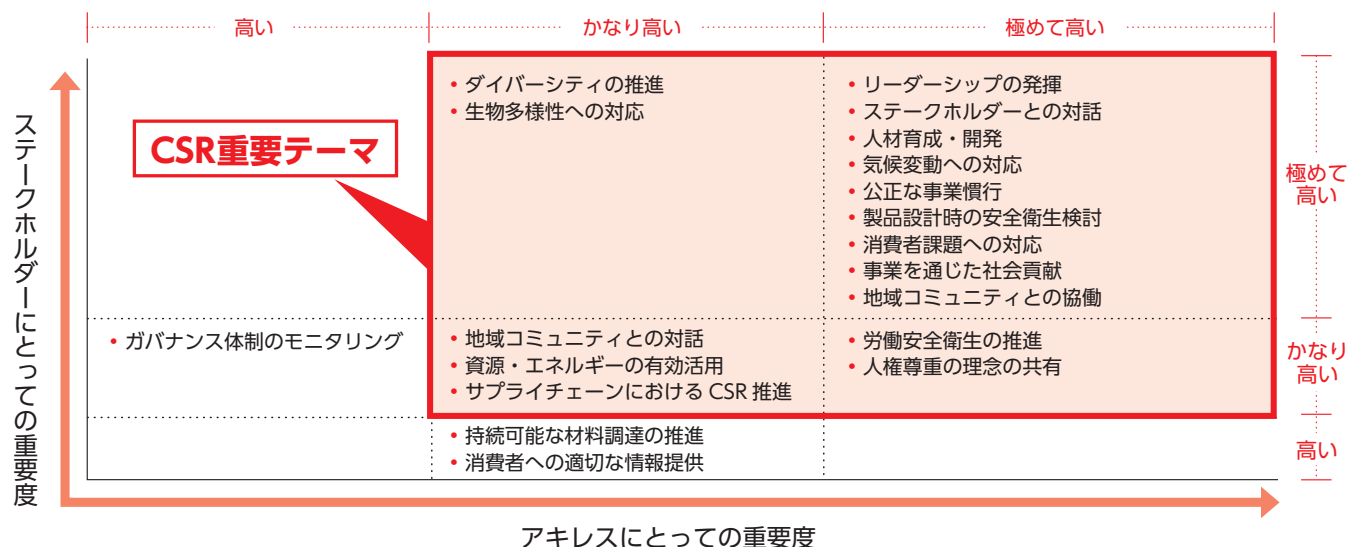 高い
かなり高い
極めて高い
ステークホルダーにとっての重要度
CSR重要テーマ
• ダイバーシティの推進
• 生物多様性への対応
• リーダーシップの発揮
• ステークホルダーとの対話
• 人材育成・開発
• 気候変動への対応
• 公正な事業慣行
• 製品設計時の安全衛生検討
• 消費者課題への対応
• 事業を通じた社会貢献
• 地域コミュニティとの協働
極めて
高い
• ガバナンス体制のモニタリング
• 地域コミュニティとの対話
• 資源・エネルギーの有効活用
• サプライチェーンにおける CSR 推進
• 労働安全衛生の推進
• 人権尊重の理念の共有
かなり
高い
• 持続可能な材料調達の推進
• 消費者への適切な情報提供
高い
アキレスにとっての重要度